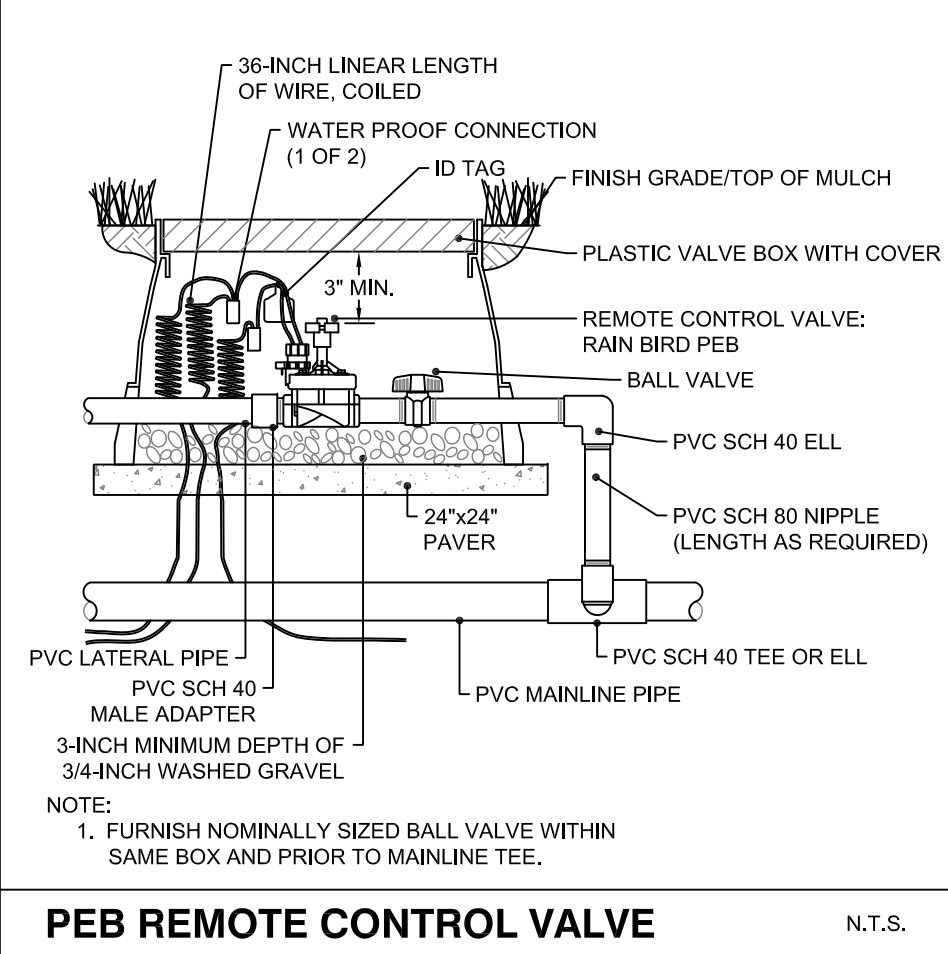 36-INCH LINEAR LENGTH
OF WIRE, COILED
WATER PROOF CONNECTION
(1 OF 2)
ID TAG
FINISH GRADE/TOP OF MULCH
PLASTIC VALVE BOX WITH COVER
3" MIN.
REMOTE CONTROL VALVE:
RAIN BIRD PEB
BALL VALVE
PVC SCH 40 ELL
24"x24"
PAVER
PVC SCH 80 NIPPLE
(LENGTH AS REQUIRED)
PVC LATERAL PIPE
PVC SCH 40 TEE OR ELL
PVC SCH 40
MALE ADAPTER
PVC MAINLINE PIPE
3-INCH MINIMUM DEPTH OF
3/4-INCH WASHED GRAVEL
NOTE:
1. FURNISH NOMINALLY SIZED BALL VALVE WITHIN
SAME BOX AND PRIOR TO MAINLINE TEE.
PEB REMOTE CONTROL VALVE
N.T.S.